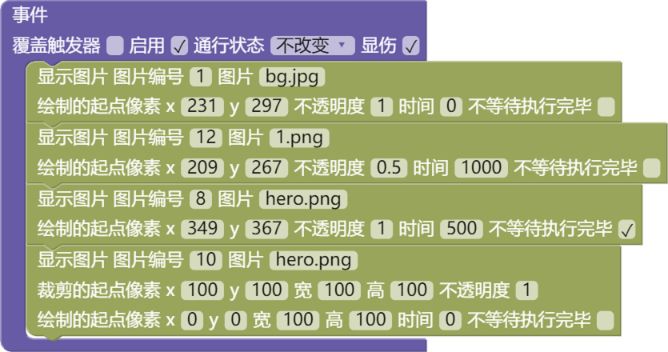 事件
覆盖触发器 启用 ✓ 通行状态 不改变 显伤 ✓
显示图片 图片编号 1 图片 bg.jpg
绘制的起点像素 x 231 y 297 不透明度 1 时间 0 不等待执行完毕
显示图片 图片编号 12 图片 1.png
绘制的起点像素 x 209 y 267 不透明度 0.5 时间 1000 不等待执行完毕
显示图片 图片编号 8 图片 hero.png
绘制的起点像素 x 349 y 367 不透明度 1 时间 500 不等待执行完毕 ✓
显示图片 图片编号 10 图片 hero.png
裁剪的起点像素 x 100 y 100 宽 100 高 100 不透明度 1
绘制的起点像素 x 0 y 0 宽 100 高 100 时间 0 不等待执行完毕